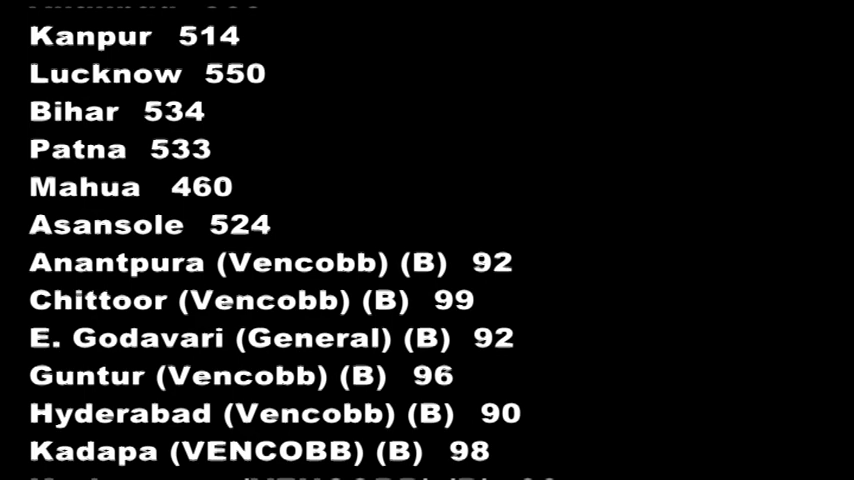 Kanpur 514
Lucknow 550
Bihar 534
Patna 533
Mahua 460
Asansole 524
Anantpura (Vencobb) (B) 92
Chittoor (Vencobb) (B) 99
E. Godavari (General) (B) 92
Guntur (Vencobb) (B) 96
Hyderabad (Vencobb) (B) 90
Kadapa (VENCOBB) (B) 98